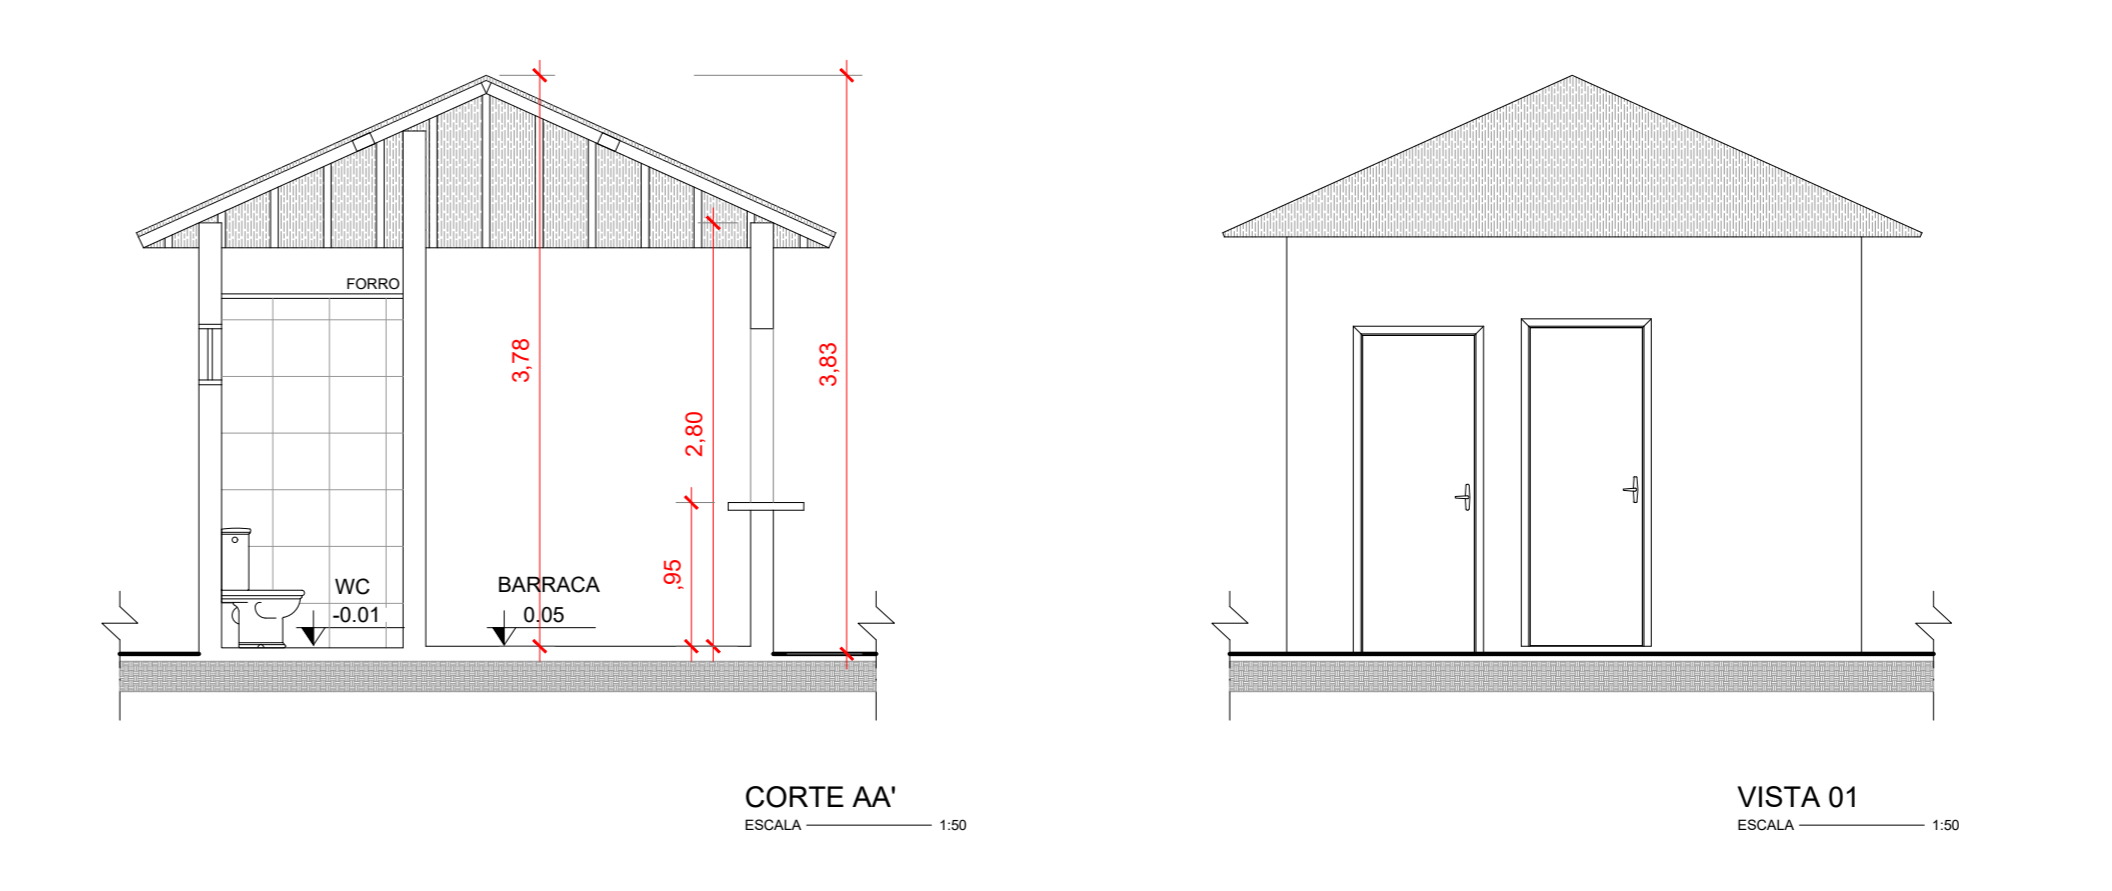 FORRO
3,78
3,83
2,80
,95
WC
-0.01
BARRACA
0.05
CORTE AA'
ESCALA 1:50
VISTA 01
ESCALA 1:50